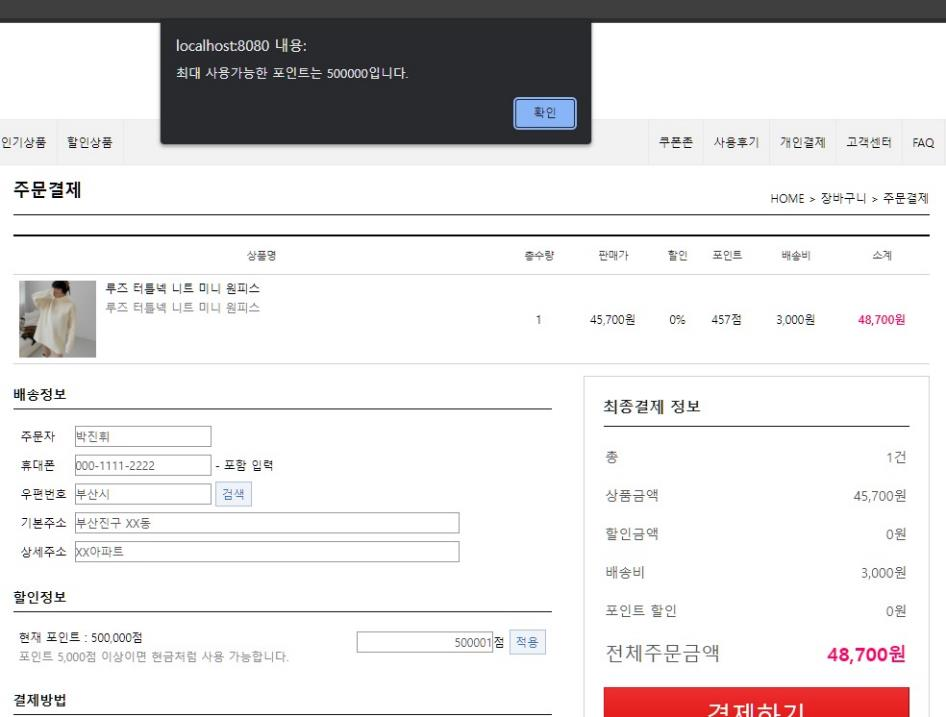 localhost:8080 내용:
최대 사용가능한 포인트는 500000입니다.
확인
인기상품 할인상품 쿠폰존 사용후기 개인결제 고객센터 FAQ
주문결제
HOME > 장바구니 > 주문결제
상품명 총수량 판매가 할인 포인트 배송비 소계
루즈 터틀넥 니트 미니 원피스
루즈 터틀넥 니트 미니 원피스
1 45,700원 0% 457점 3,000원 48,700원
배송정보
주문자 박진휘
휴대폰 000-1111-2222 - 포함 입력
우편번호 부산시 검색
기본주소 부산진구 XX동
상세주소 XX아파트
할인정보
현재 포인트 : 500,000점
포인트 5,000점 이상이면 현금처럼 사용 가능합니다.
500001점 적용
결제방법
최종결제 정보
총 1건
상품금액 45,700원
할인금액 0원
배송비 3,000원
포인트 할인 0원
전체주문금액 48,700원
결제하기